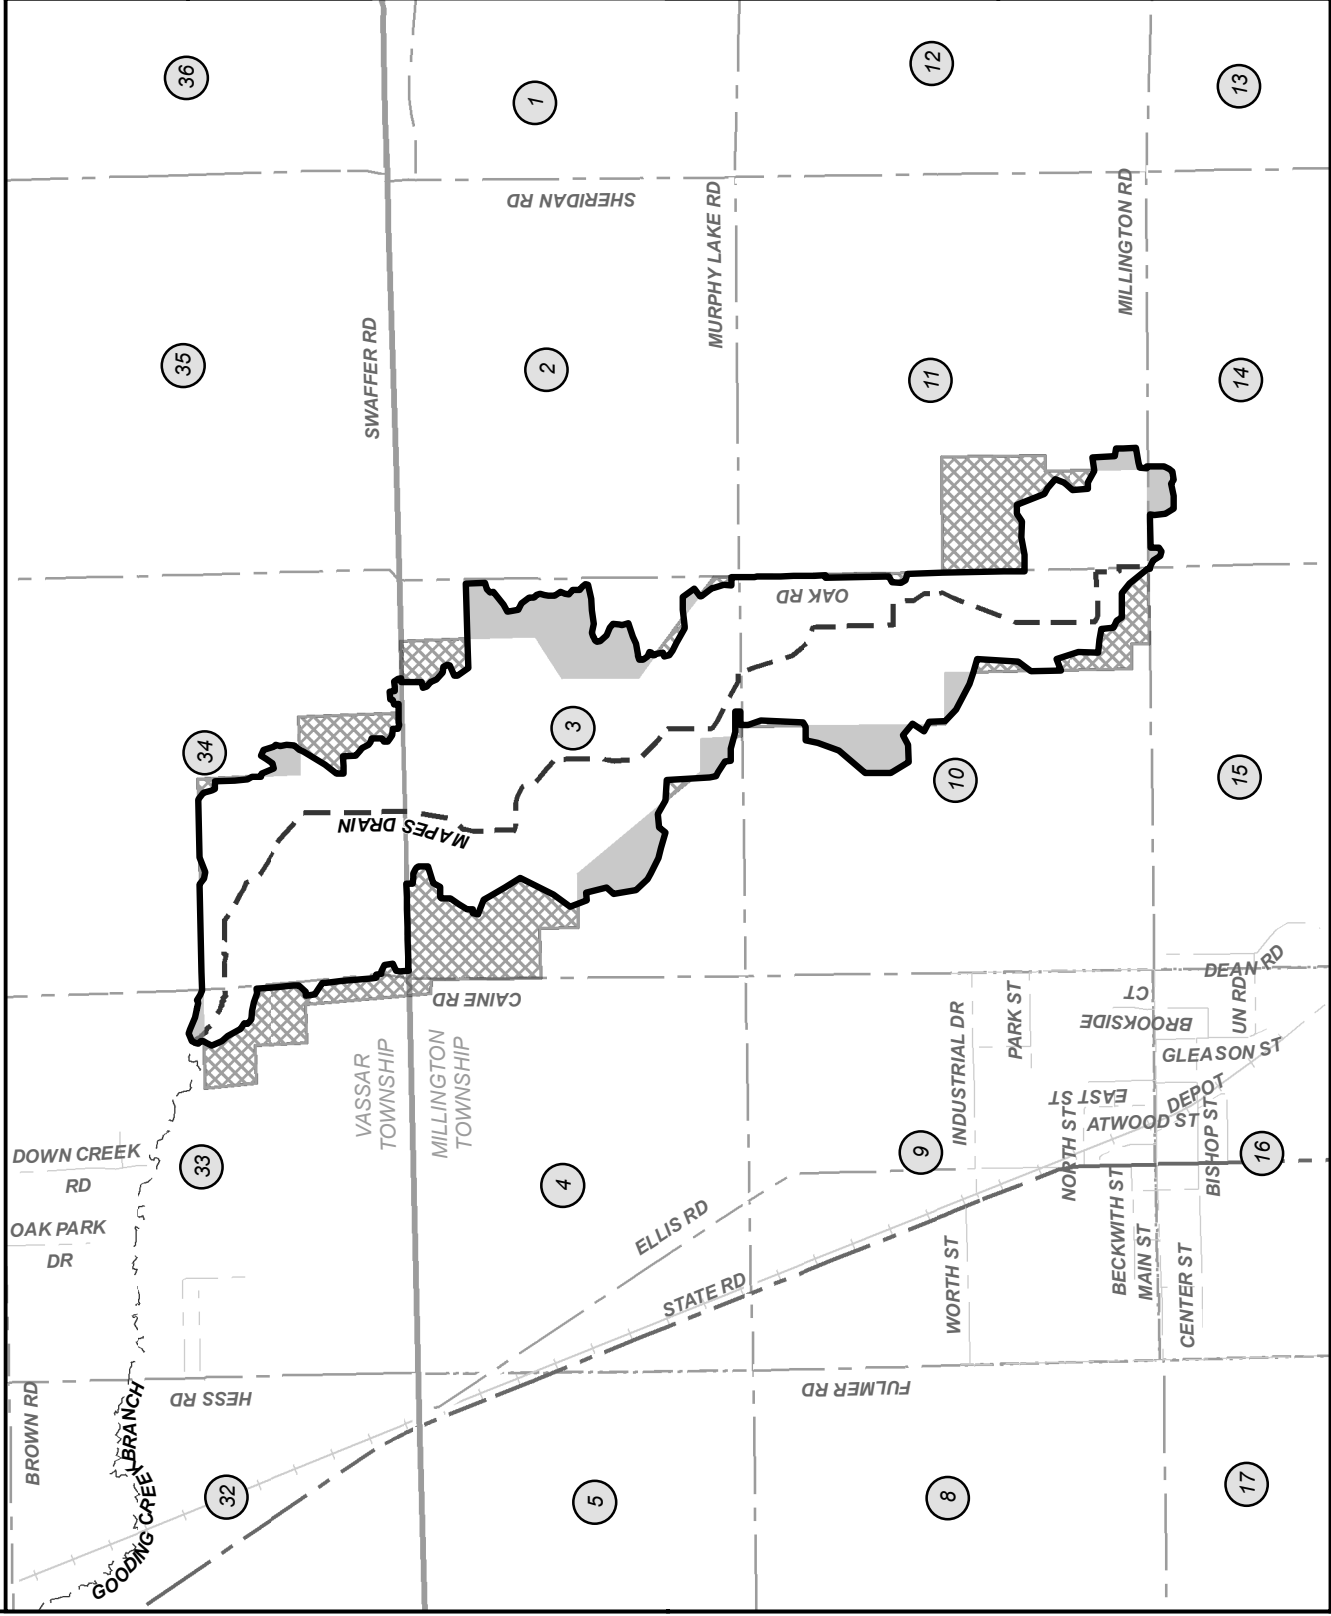 36
1
12
13
SHERIDAN RD
SWAFFER RD
MURPHY LAKE RD
MILLINGTON RD
35
2
11
14
OAK RD
34
3
10
15
MAPES DRAIN
CAINE RD
VASSAR
TOWNSHIP
MILLINGTON
TOWNSHIP
INDUSTRIAL DR
PARK ST
DEAN RD
CT
BROOKSIDE
UN RD
GLEASON ST
EAST ST
DEPOT
ATWOOD ST
NORTH ST
BISHOP ST
DOWN CREEK
RD
33
4
9
16
OAK PARK
DR
ELLIS RD
STATE RD
WORTH ST
BECKWITH ST
MAIN ST
CENTER ST
BROWN RD
HESS RD
FULMER RD
GOODING CREEK BRANCH
32
5
8
17